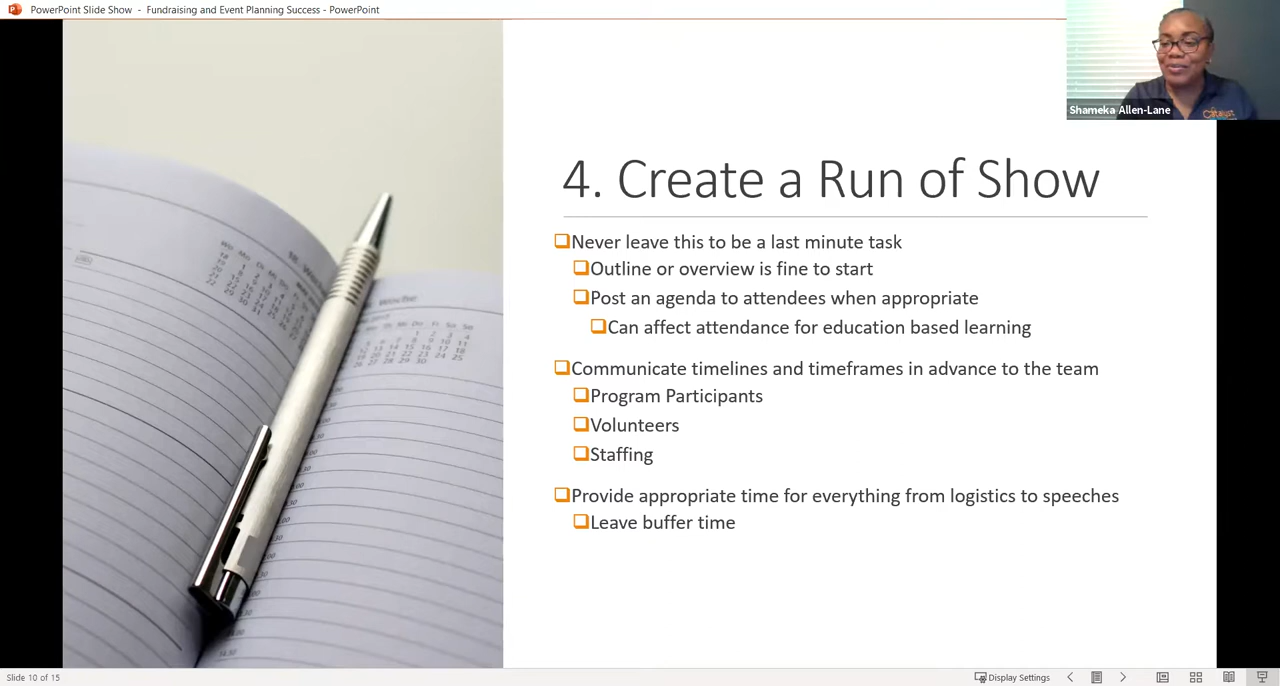 PowerPoint Slide Show - Fundraising and Event Planning Success - PowerPoint
Shameka Allen-Lane
4. Create a Run of Show
Never leave this to be a last minute task
Outline or overview is fine to start
Post an agenda to attendees when appropriate
Can affect attendance for education based learning
Communicate timelines and timeframes in advance to the team
Program Participants
Volunteers
Staffing
Provide appropriate time for everything from logistics to speeches
Leave buffer time
Slide 10 of 15
Display Settings